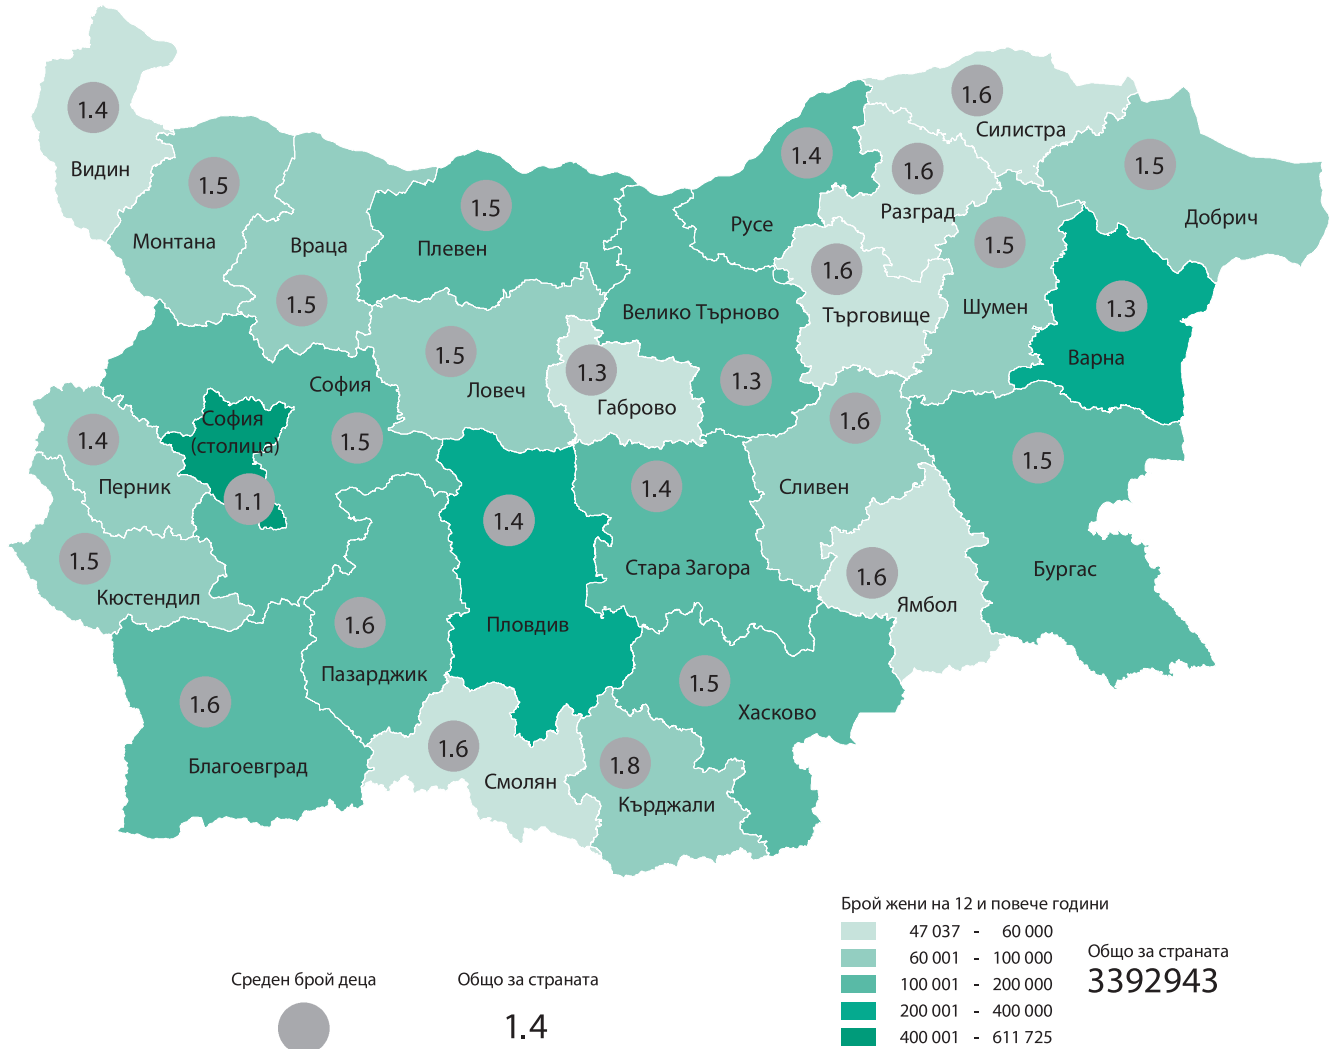 1.4
Видин
1.5
Монтана
Враца
1.5
1.5
Плевен
1.4
Русе
1.6
Силистра
1.6
Разград
1.5
Добрич
1.6
Търговище
1.5
Шумен
1.3
Варна
Велико Търново
1.3
1.5
Ловеч
1.3
Габрово
София
1.5
София
(столица)
1.1
1.4
Перник
1.5
Кюстендил
1.4
Пловдив
1.4
Стара Загора
1.6
Сливен
1.6
Ямбол
1.5
Бургас
1.6
Пазарджик
1.6
Благоевград
1.6
Смолян
1.8
Кърджали
1.5
Хасково
Среден брой деца
Общо за страната
1.4
Брой жени на 12 и повече години
47 037 - 60 000
60 001 - 100 000
100 001 - 200 000
200 001 - 400 000
400 001 - 611 725
Общо за страната
3392943